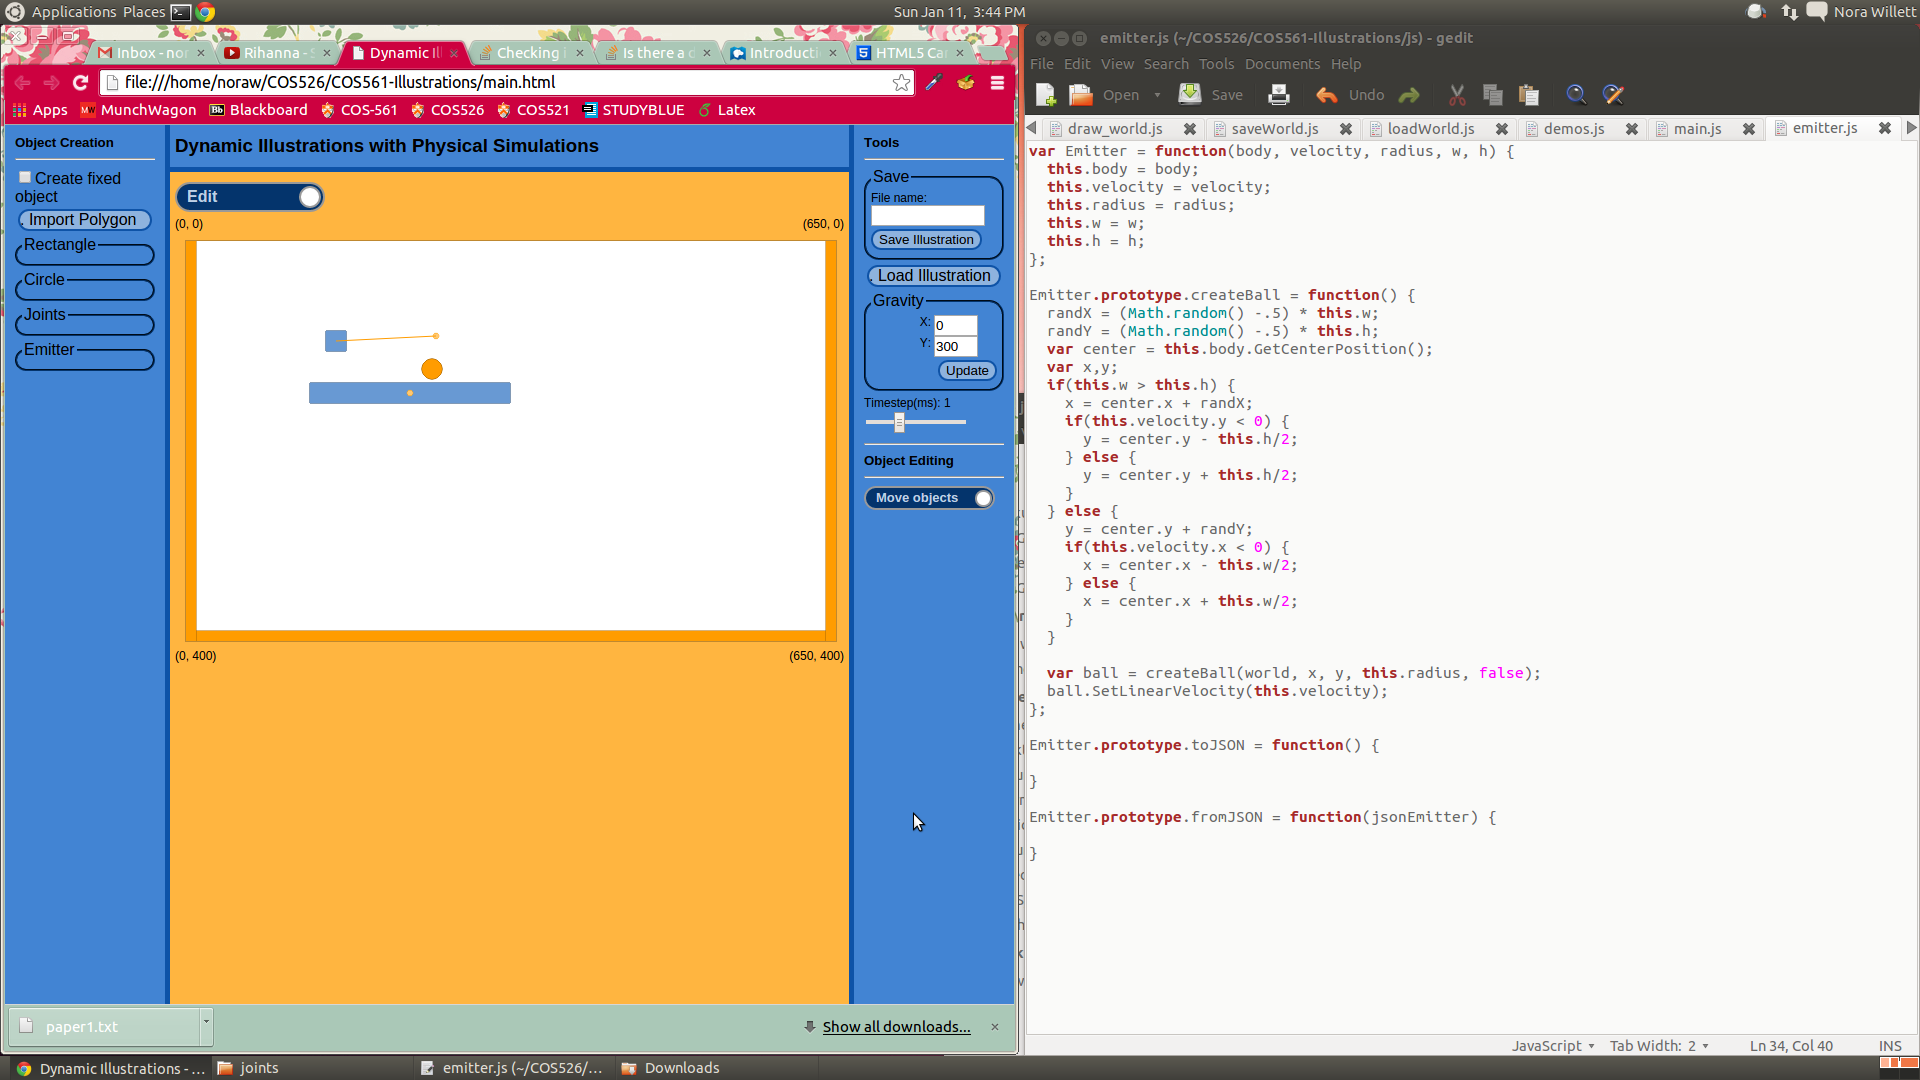 Applications Places
Sun Jan 11, 3:44 PM
Nora Willett
Inbox - nor
Rihanna - S
Dynamic Il
Checking i
Is there a d
Introducti
HTML5 Ca
file:///home/noraw/COS526/COS561-Illustrations/main.html
Apps
MunchWagon
Blackboard
COS-561
COS526
COS521
STUDYBLUE
Latex
Object Creation
Create fixed
object
Import Polygon
Rectangle
Circle
Joints
Emitter
Dynamic Illustrations with Physical Simulations
Edit
(0, 0)
(650, 0)
(0, 400)
(650, 400)
Tools
Save
File name:
Save Illustration
Load Illustration
Gravity
X: 0
Y: 300
Update
Timestep(ms): 1
Object Editing
Move objects
paper1.txt
Show all downloads...
emitter.js (~/COS526/COS561-Illustrations/js) - gedit
File Edit View Search Tools Documents Help
Open Save Undo
draw_world.js
saveWorld.js
loadWorld.js
demos.js
main.js
emitter.js
var Emitter = function(body, velocity, radius, w, h) {
  this.body = body;
  this.velocity = velocity;
  this.radius = radius;
  this.w = w;
  this.h = h;
};
Emitter.prototype.createBall = function() {
  randX = (Math.random() -.5) * this.w;
  randY = (Math.random() -.5) * this.h;
  var center = this.body.GetCenterPosition();
  var x,y;
  if(this.w > this.h) {
    x = center.x + randX;
    if(this.velocity.y < 0) {
      y = center.y - this.h/2;
    } else {
      y = center.y + this.h/2;
    }
  } else {
    y = center.y + randY;
    if(this.velocity.x < 0) {
      x = center.x - this.w/2;
    } else {
      x = center.x + this.w/2;
    }
  }
  var ball = createBall(world, x, y, this.radius, false);
  ball.SetLinearVelocity(this.velocity);
};
Emitter.prototype.toJSON = function() {
}
Emitter.prototype.fromJSON = function(jsonEmitter) {
}
JavaScript
Tab Width: 2
Ln 34, Col 40
INS
Dynamic Illustrations - ...
joints
emitter.js (~/COS526/...
Downloads